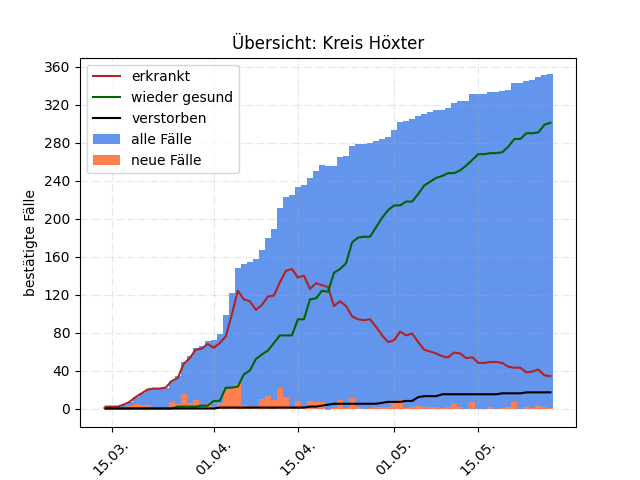 Übersicht: Kreis Höxter
erkrankt
wieder gesund
verstorben
alle Fälle
neue Fälle
bestätigte Fälle
360
320
280
240
200
160
120
80
40
0
15.03.
01.04.
15.04.
01.05.
15.05.